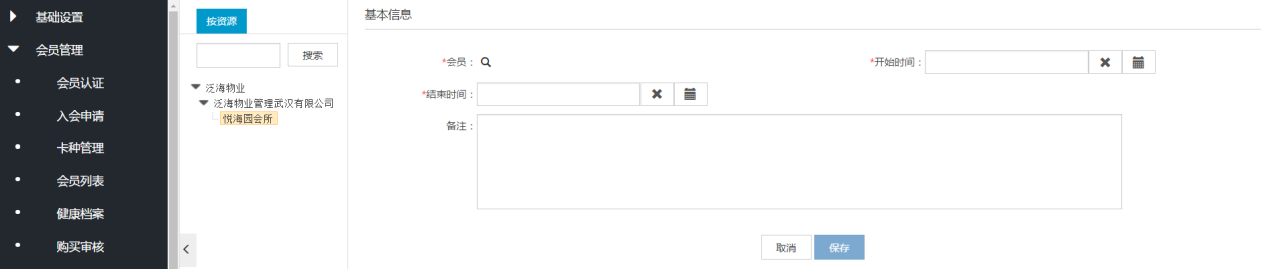 基础设置
会员管理
会员认证
入会申请
卡种管理
会员列表
健康档案
购买审核
按资源
搜索
泛海物业
泛海物业管理武汉有限公司
悦海园会所
基本信息
*会员：
*开始时间：
*结束时间：
备注：
取消 保存